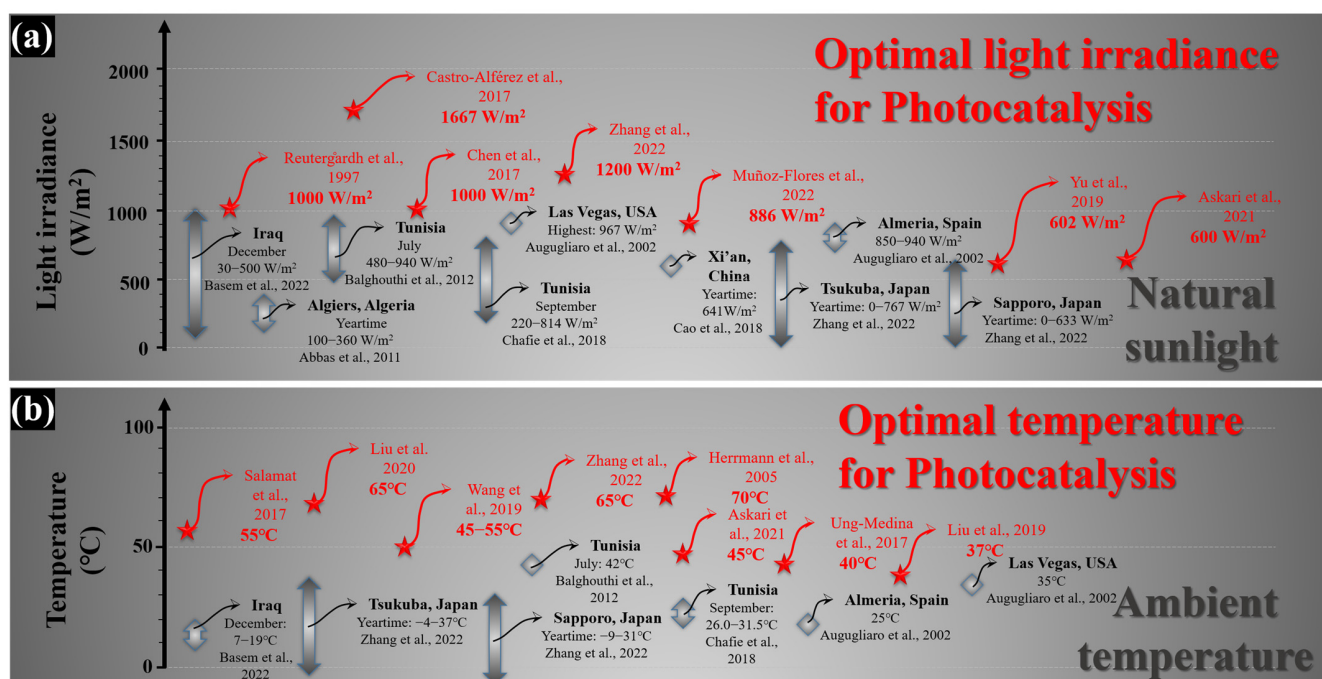 (a)
Optimal light irradiance
for Photocatalysis
Light irradiance
(W/m²)
2000
1500
1000
500
0
Castro-Alférez et al.,
2017
1667 W/m²
Reutergårdh et al.,
1997
1000 W/m²
Chen et al.,
2017
1000 W/m²
Zhang et al.,
2022
1200 W/m²
Muñoz-Flores et al.,
2022
886 W/m²
Yu et al.,
2019
602 W/m²
Askari et al.,
2021
600 W/m²
Iraq
December
30−500 W/m²
Basem et al., 2022
Algiers, Algeria
Yeartime
100−360 W/m²
Abbas et al., 2011
Tunisia
July
480−940 W/m²
Balghouthi et al., 2012
Las Vegas, USA
Highest: 967 W/m²
Augugliaro et al., 2002
Tunisia
September
220−814 W/m²
Chafie et al., 2018
Xi’an,
China
Yeartime:
641W/m²
Cao et al., 2018
Almeria, Spain
850−940 W/m²
Augugliaro et al., 2002
Tsukuba, Japan
Yeartime: 0−767 W/m²
Zhang et al., 2022
Sapporo, Japan
Yeartime: 0−633 W/m²
Zhang et al., 2022
Natural
sunlight
(b)
Optimal temperature
for Photocatalysis
Temperature
(℃)
100
50
0
Salamat
et al.,
2017
55℃
Liu et al.
2020
65℃
Wang et
al., 2019
45−55℃
Zhang et al.,
2022
65℃
Herrmann et al.,
2005
70℃
Askari et
al., 2021
45℃
Ung-Medina
et al., 2017
40℃
Liu et al., 2019
37℃
Iraq
December:
7−19℃
Basem et al.,
2022
Tsukuba, Japan
Yeartime: −4−37℃
Zhang et al., 2022
Tunisia
July: 42℃
Balghouthi et al.,
2012
Sapporo, Japan
Yeartime: −9−31℃
Zhang et al., 2022
Tunisia
September:
26.0−31.5℃
Chafie et al.,
2018
Almeria, Spain
25℃
Augugliaro et al., 2002
Las Vegas, USA
35℃
Augugliaro et al., 2002
Ambient
temperature